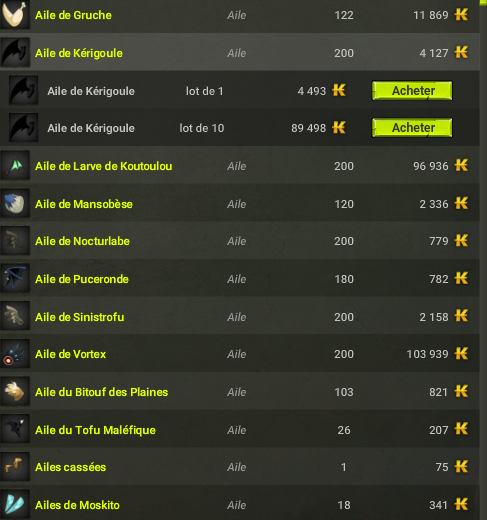 Aile de Gruche Aile 122 11 869
Aile de Kérigoule Aile 200 4 127
Aile de Kérigoule lot de 1 4 493 Acheter
Aile de Kérigoule lot de 10 89 498 Acheter
Aile de Larve de Koutoulou Aile 200 96 936
Aile de Mansobèse Aile 120 2 336
Aile de Nocturlabe Aile 200 779
Aile de Puceronde Aile 180 782
Aile de Sinistrofu Aile 200 2 158
Aile de Vortex Aile 200 103 939
Aile du Bitouf des Plaines Aile 103 821
Aile du Tofu Maléfique Aile 26 207
Ailes cassées Aile 1 75
Ailes de Moskito Aile 18 341